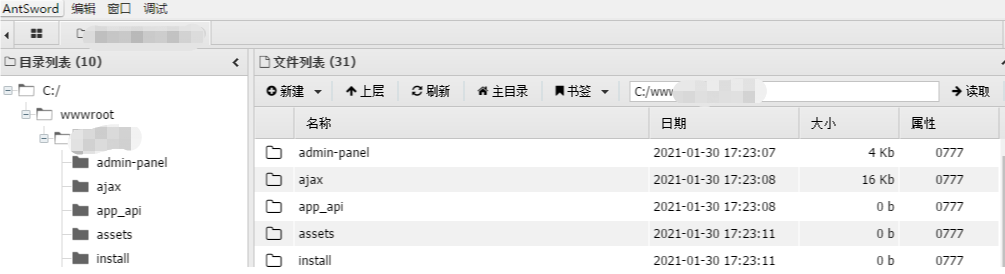 AntSword 编辑 窗口 调试
目录列表 (10)
C:/
wwwroot
admin-panel
ajax
app_api
assets
install
文件列表 (31)
新建 上层 刷新 主目录 书签 C:/www 读取
名称 日期 大小 属性
admin-panel 2021-01-30 17:23:07 4 Kb 0777
ajax 2021-01-30 17:23:08 16 Kb 0777
app_api 2021-01-30 17:23:08 0 b 0777
assets 2021-01-30 17:23:11 0 b 0777
install 2021-01-30 17:23:11 0 b 0777